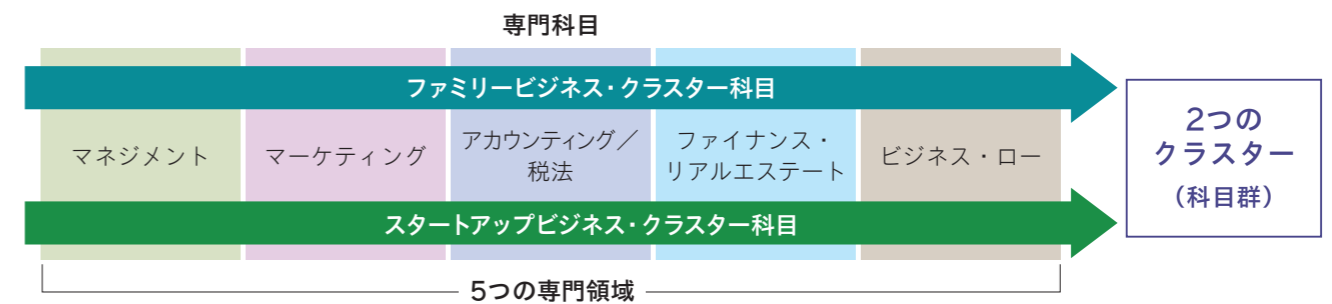 専門科目
ファミリービジネス・クラスター科目
マネジメント
マーケティング
アカウンティング／
税法
ファイナンス・
リアルエステート
ビジネス・ロー
スタートアップビジネス・クラスター科目
5つの専門領域
2つの
クラスター
（科目群）